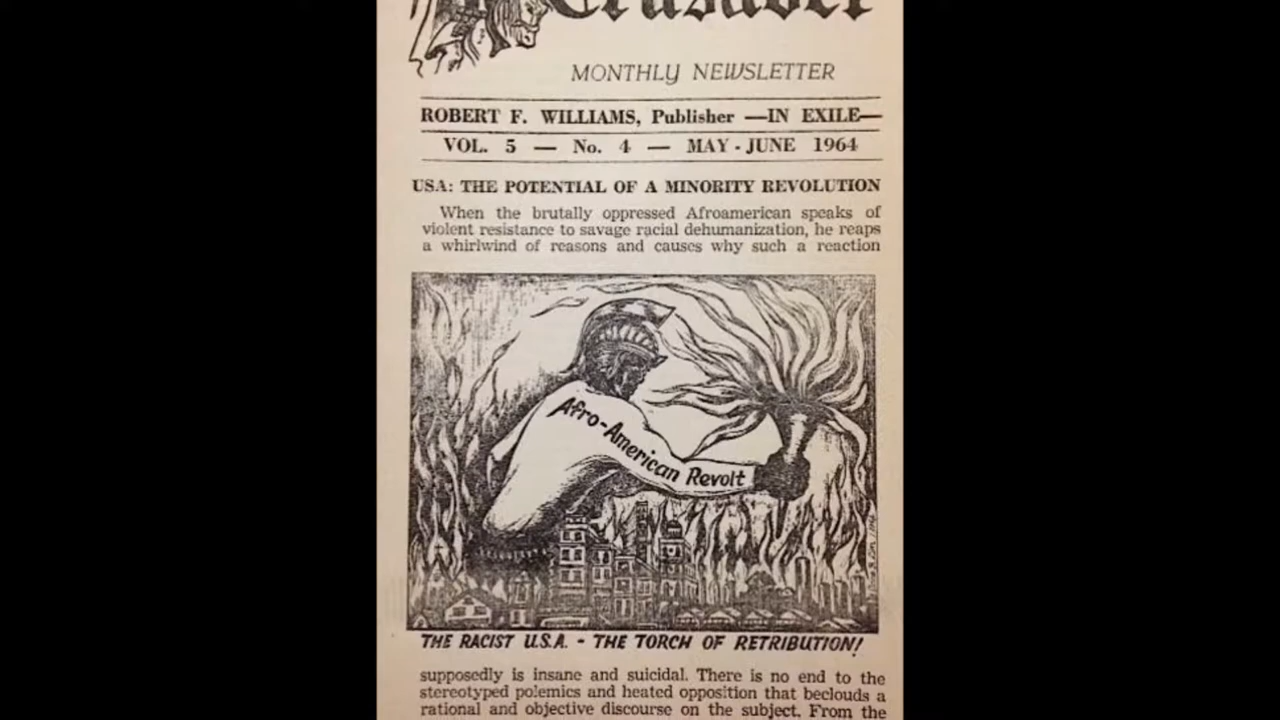 Crusader
MONTHLY NEWSLETTER
ROBERT F. WILLIAMS, Publisher —IN EXILE—
VOL. 5 — No. 4 — MAY - JUNE 1964
USA: THE POTENTIAL OF A MINORITY REVOLUTION
When the brutally oppressed Afroamerican speaks of
violent resistance to savage racial dehumanization, he reaps
a whirlwind of reasons and causes why such a reaction
Afro-American Revolt
THE RACIST U.S.A. - THE TORCH OF RETRIBUTION!
supposedly is insane and suicidal. There is no end to the
stereotyped polemics and heated opposition that beclouds a
rational and objective discourse on the subject. From the